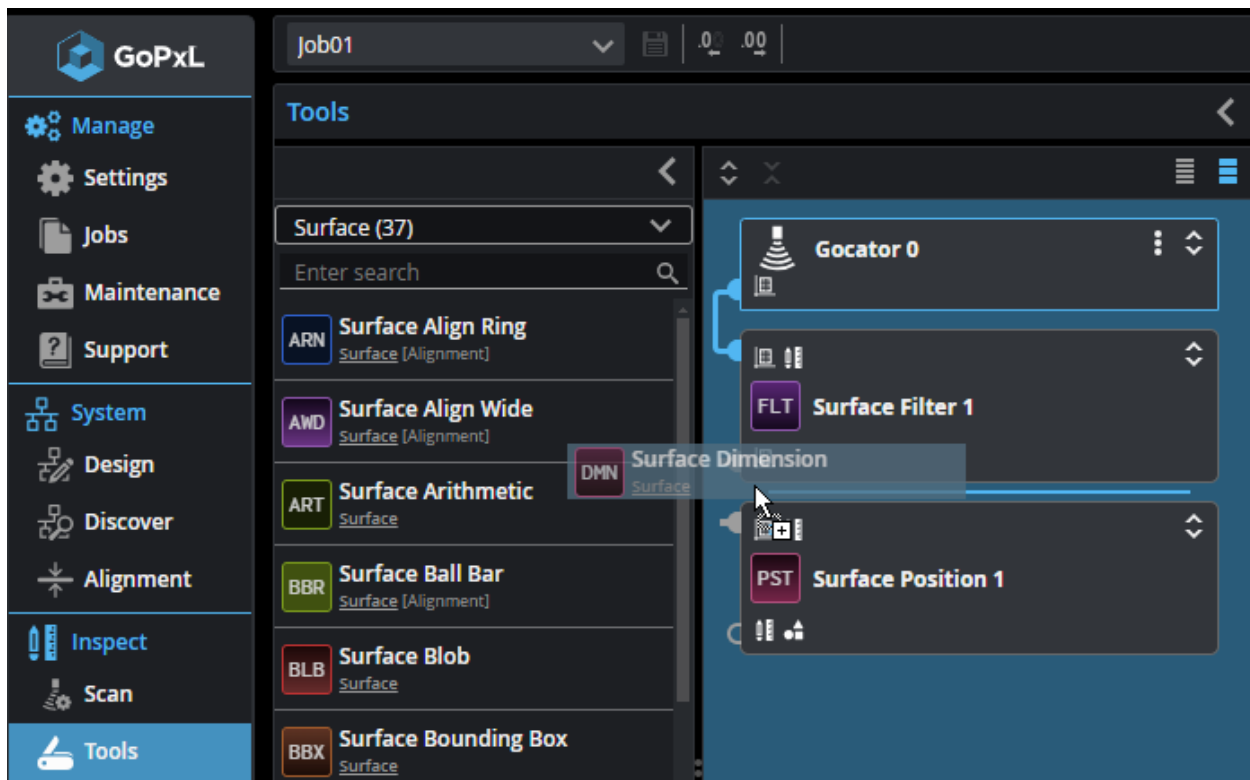 GoPxL
Job01
.00
.00
Manage
Settings
Jobs
Maintenance
Support
System
Design
Discover
Alignment
Inspect
Scan
Tools
Tools
Surface (37)
Enter search
ARN
Surface Align Ring
Surface [Alignment]
AWD
Surface Align Wide
Surface [Alignment]
ART
Surface Arithmetic
Surface
BBR
Surface Ball Bar
Surface [Alignment]
BLB
Surface Blob
Surface
BBX
Surface Bounding Box
Surface
DMN
Surface Dimension
Surface
Gocator 0
FLT
Surface Filter 1
PST
Surface Position 1